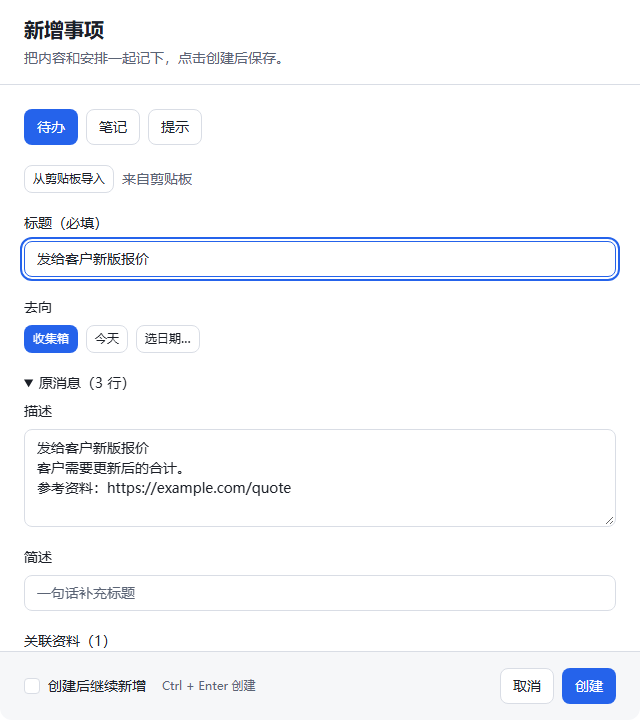 新增事项
把内容和安排一起记下，点击创建后保存。
待办 笔记 提示
从剪贴板导入 来自剪贴板
标题（必填）
发给客户新版报价
去向
收集箱 今天 选日期...
▼ 原消息（3 行）
描述
发给客户新版报价
客户需要更新后的合计。
参考资料：https://example.com/quote
简述
一句话补充标题
关联资料（1）
创建后继续新增 Ctrl + Enter 创建 取消 创建